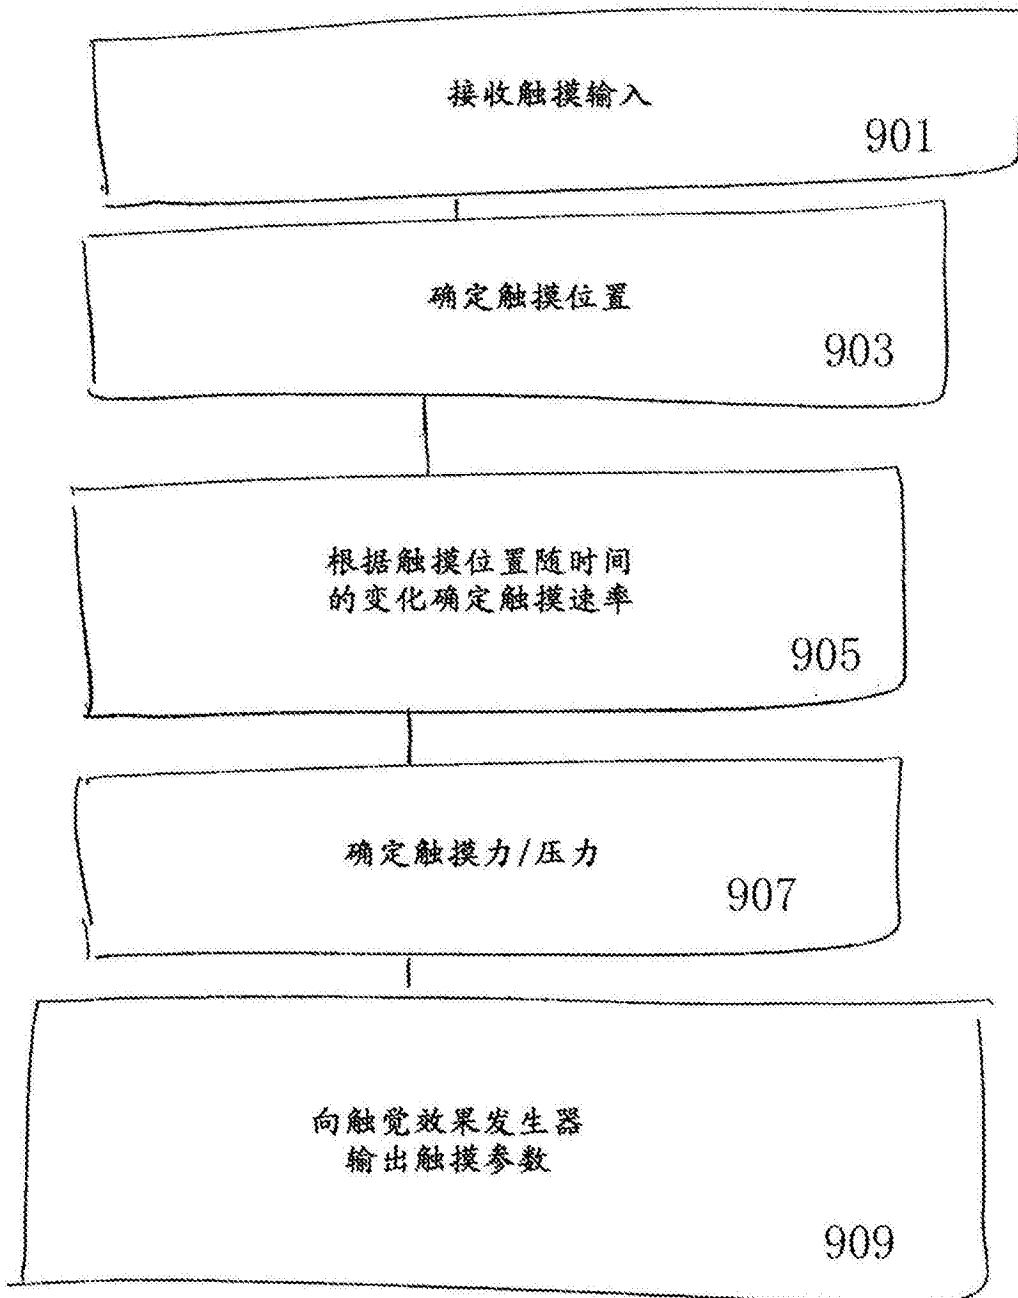 接收触摸输入
901
确定触摸位置
903
根据触摸位置随时间
的变化确定触摸速率
905
确定触摸力/压力
907
向触觉效果发生器
输出触摸参数
909